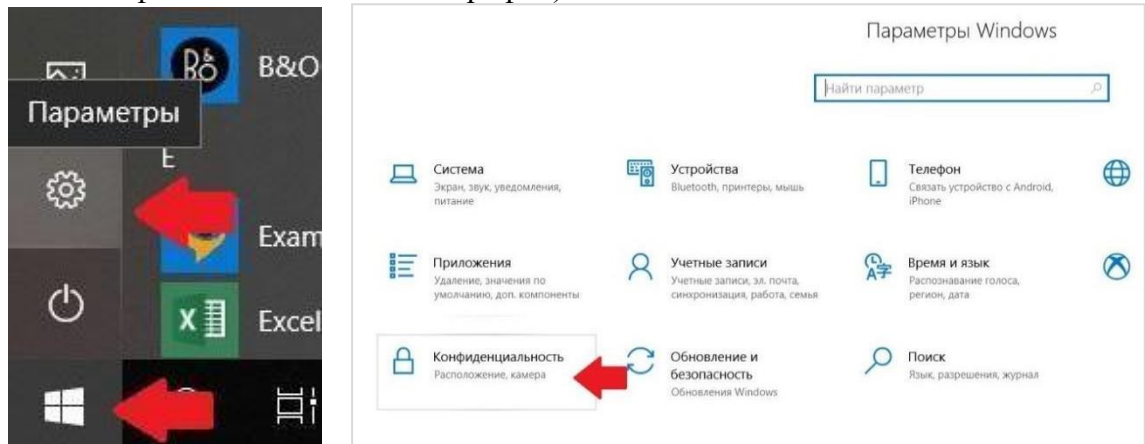 B&O
Параметры
E
Exam
Excel
Параметры Windows
Найти параметр
Система
Экран, звук, уведомления,
питание
Устройства
Bluetooth, принтеры, мышь
Телефон
Связать устройство с Android,
iPhone
Приложения
Удаление, значения по
умолчанию, доп. компоненты
Учетные записи
Учетные записи, эл. почта,
синхронизация, работа, семья
Время и язык
Распознавание голоса,
регион, дата
Конфиденциальность
Расположение, камера
Обновление и
безопасность
Обновления Windows
Поиск
Язык, разрешения, журнал